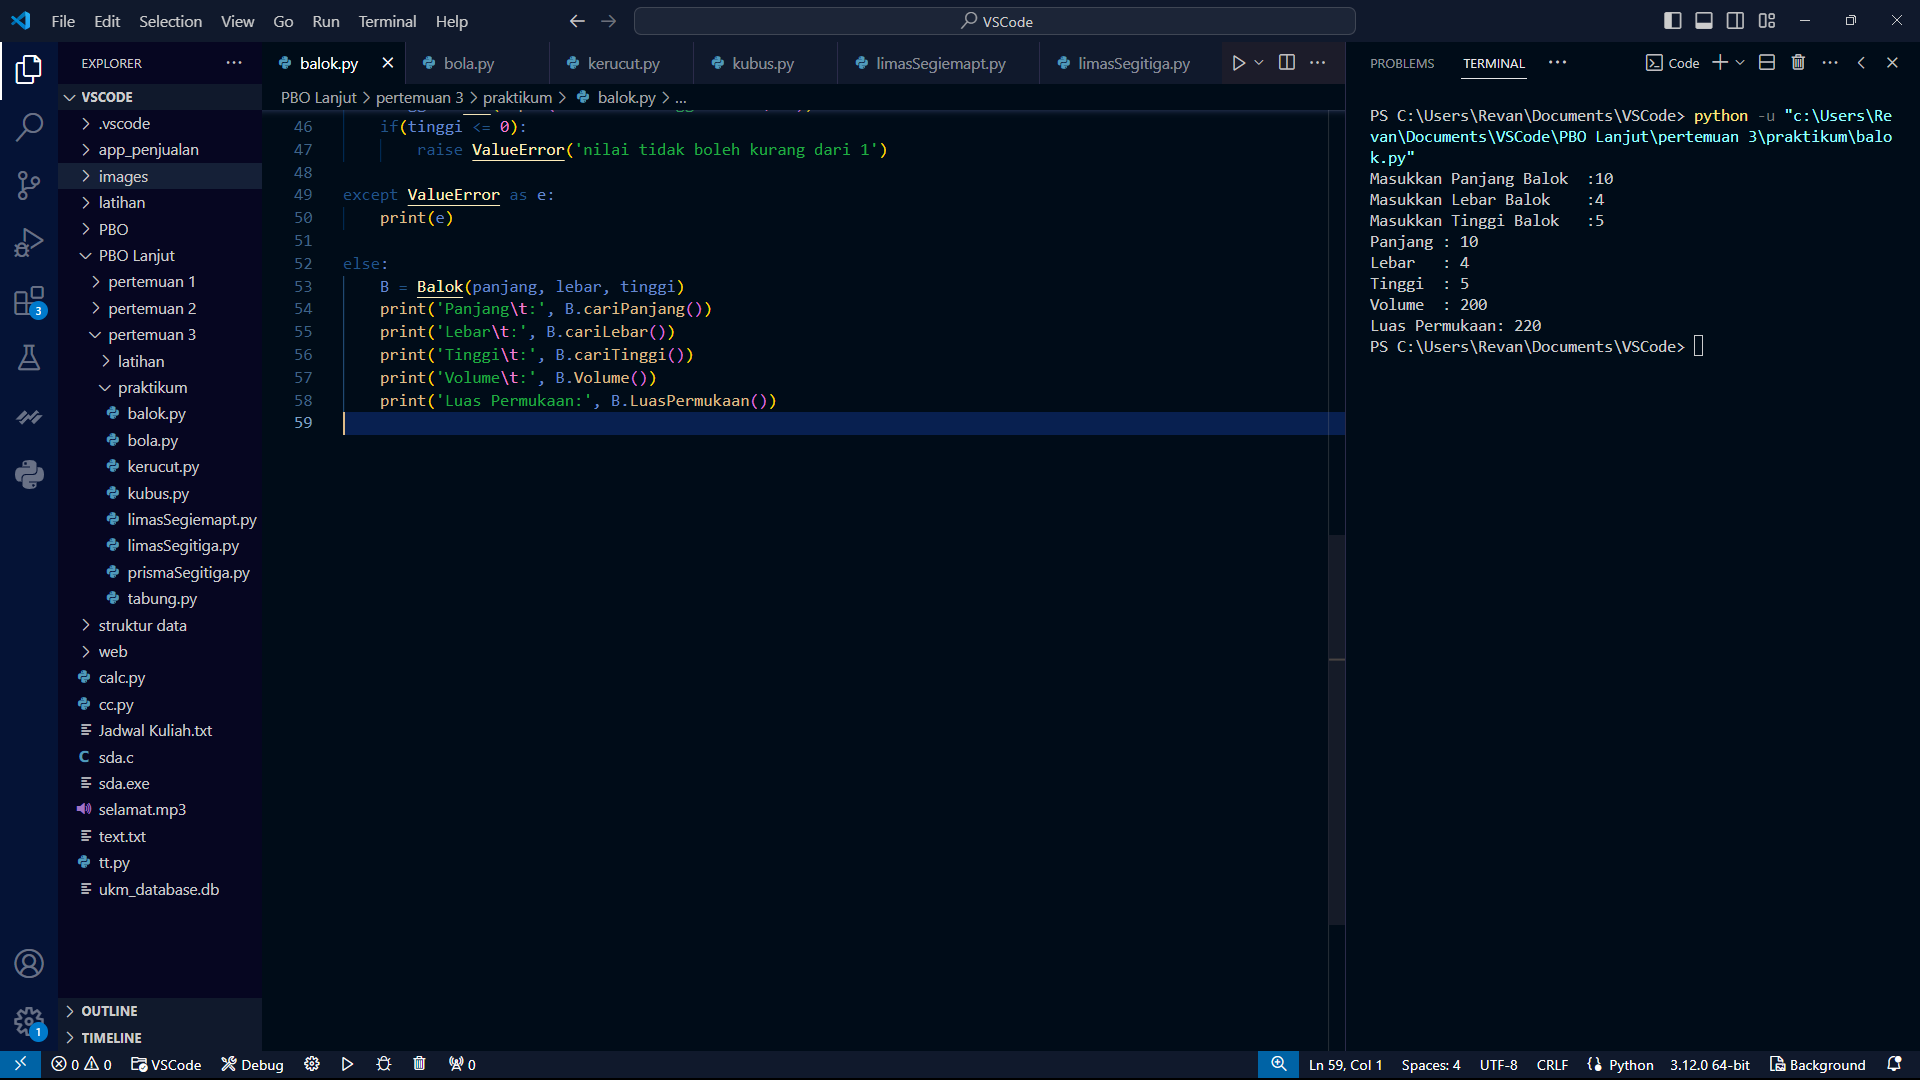 File Edit Selection View Go Run Terminal Help
VSCode
EXPLORER
VSCODE
.vscode
app_penjualan
images
latihan
PBO
PBO Lanjut
pertemuan 1
pertemuan 2
pertemuan 3
latihan
praktikum
balok.py
bola.py
kerucut.py
kubus.py
limasSegiemapt.py
limasSegitiga.py
prismaSegitiga.py
tabung.py
struktur data
web
calc.py
cc.py
Jadwal Kuliah.txt
C sda.c
sda.exe
selamat.mp3
text.txt
tt.py
ukm_database.db
OUTLINE
TIMELINE
3
1
balok.py bola.py kerucut.py kubus.py limasSegiemapt.py limasSegitiga.py
PBO Lanjut > pertemuan 3 > praktikum > balok.py > ...
46 if(tinggi <= 0):
47 raise ValueError('nilai tidak boleh kurang dari 1')
48
49 except ValueError as e:
50 print(e)
51
52 else:
53 B = Balok(panjang, lebar, tinggi)
54 print('Panjang\t:', B.cariPanjang())
55 print('Lebar\t:', B.cariLebar())
56 print('Tinggi\t:', B.cariTinggi())
57 print('Volume\t:', B.Volume())
58 print('Luas Permukaan:', B.LuasPermukaan())
59
PROBLEMS TERMINAL Code
PS C:\Users\Revan\Documents\VSCode> python -u "c:\Users\Re
van\Documents\VSCode\PBO Lanjut\pertemuan 3\praktikum\balo
k.py"
Masukkan Panjang Balok  :10
Masukkan Lebar Balok    :4
Masukkan Tinggi Balok   :5
Panjang : 10
Lebar   : 4
Tinggi  : 5
Volume  : 200
Luas Permukaan: 220
PS C:\Users\Revan\Documents\VSCode>
0 0 VSCode Debug 0 Ln 59, Col 1 Spaces: 4 UTF-8 CRLF Python 3.12.0 64-bit Background